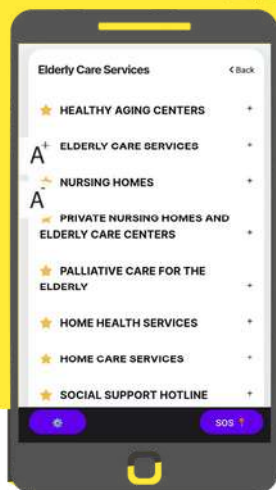 Elderly Care Services
Back
HEALTHY AGING CENTERS +
A+
ELDERLY CARE SERVICES +
NURSING HOMES +
A-
PRIVATE NURSING HOMES AND +
ELDERLY CARE CENTERS
PALLIATIVE CARE FOR THE +
ELDERLY
HOME HEALTH SERVICES +
HOME CARE SERVICES +
SOCIAL SUPPORT HOTLINE +
SOS